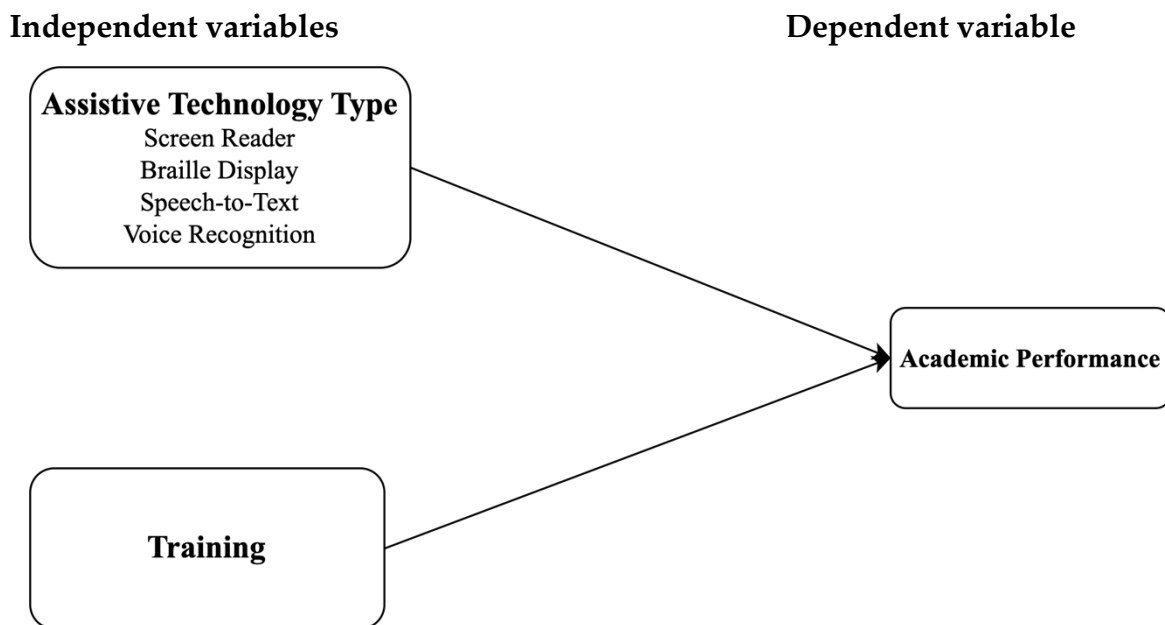 Independent variables
Dependent variable
Assistive Technology Type
Screen Reader
Braille Display
Speech-to-Text
Voice Recognition
Academic Performance
Training